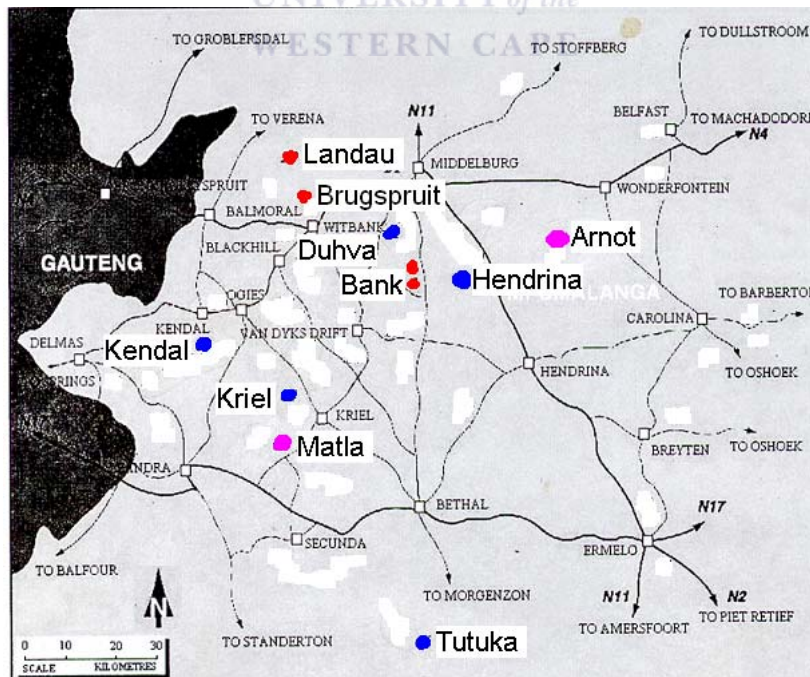 UNIVERSITY of the
WESTERN CAPE
TO GROBLERSDAL
TO STOFFBERG
TO DULLSTROOM
TO VERENA
N11
BELFAST
TO MACHADODORP
N4
Landau
MIDDELBURG
Brugspruit
WONDERFONTEIN
BALMORAL
WITBANK
Duhva
Arnot
BLACKHILL
GAUTENG
Bank
Hendrina
MPUMALANGA
OGIES
KENDAL
TO BARBERTON
CAROLINA
DELMAS
VAN DYKS DRIFT
Kendal
SPRINGS
HENDRINA
TO OSHOEK
Kriel
KRIEL
Matla
BREYTEN
TO OSHOEK
BETHAL
N17
SECUNDA
ERMELO
TO BALFOUR
TO MORGENZON
N11
N2
N
TO STANDERTON
TO AMERSFOORT
TO PIET RETIEF
Tutuka
0 10 20 30
SCALE KILOMETRES